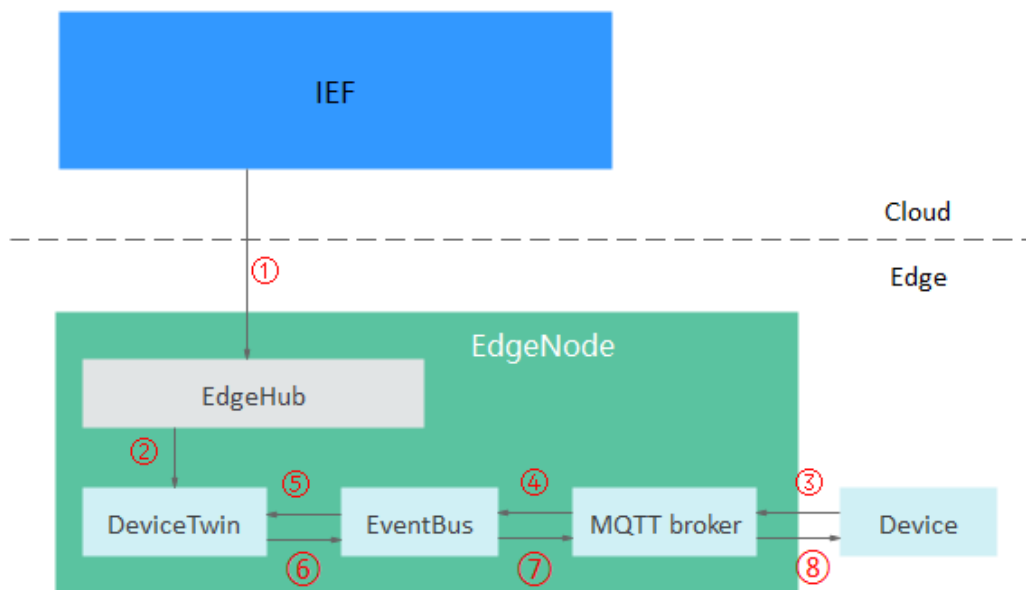 IEF
Cloud
①
Edge
EdgeNode
EdgeHub
②
⑤
④
③
DeviceTwin
EventBus
MQTT broker
Device
⑥
⑦
⑧